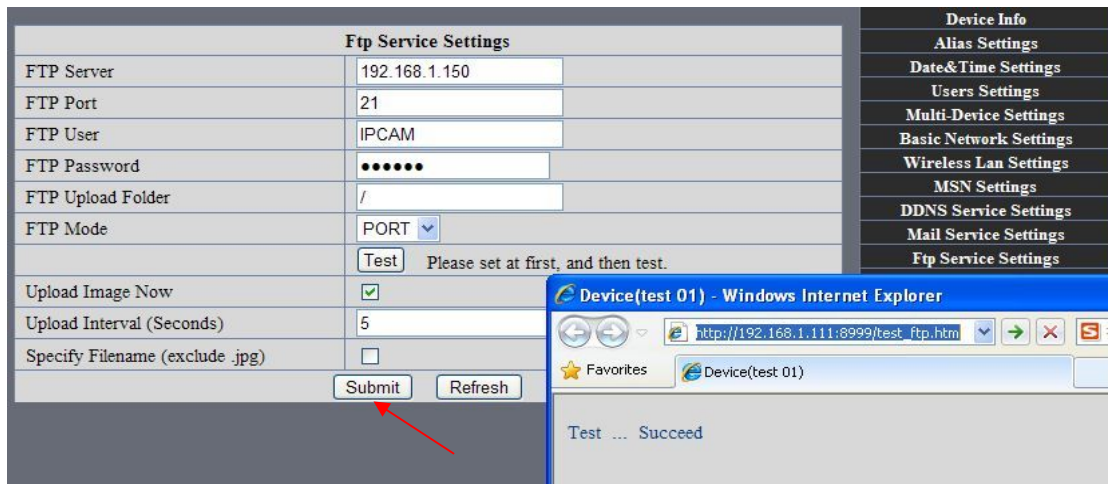 Ftp Service Settings
FTP Server 192.168.1.150
FTP Port 21
FTP User IPCAM
FTP Password ●●●●●●
FTP Upload Folder /
FTP Mode PORT
Test Please set at first, and then test.
Upload Image Now
Upload Interval (Seconds) 5
Specify Filename (exclude .jpg)
Submit Refresh
Device Info
Alias Settings
Date&Time Settings
Users Settings
Multi-Device Settings
Basic Network Settings
Wireless Lan Settings
MSN Settings
DDNS Service Settings
Mail Service Settings
Ftp Service Settings
Device(test 01) - Windows Internet Explorer
http://192.168.1.111:8999/test_ftp.htm
Favorites Device(test 01)
Test ... Succeed